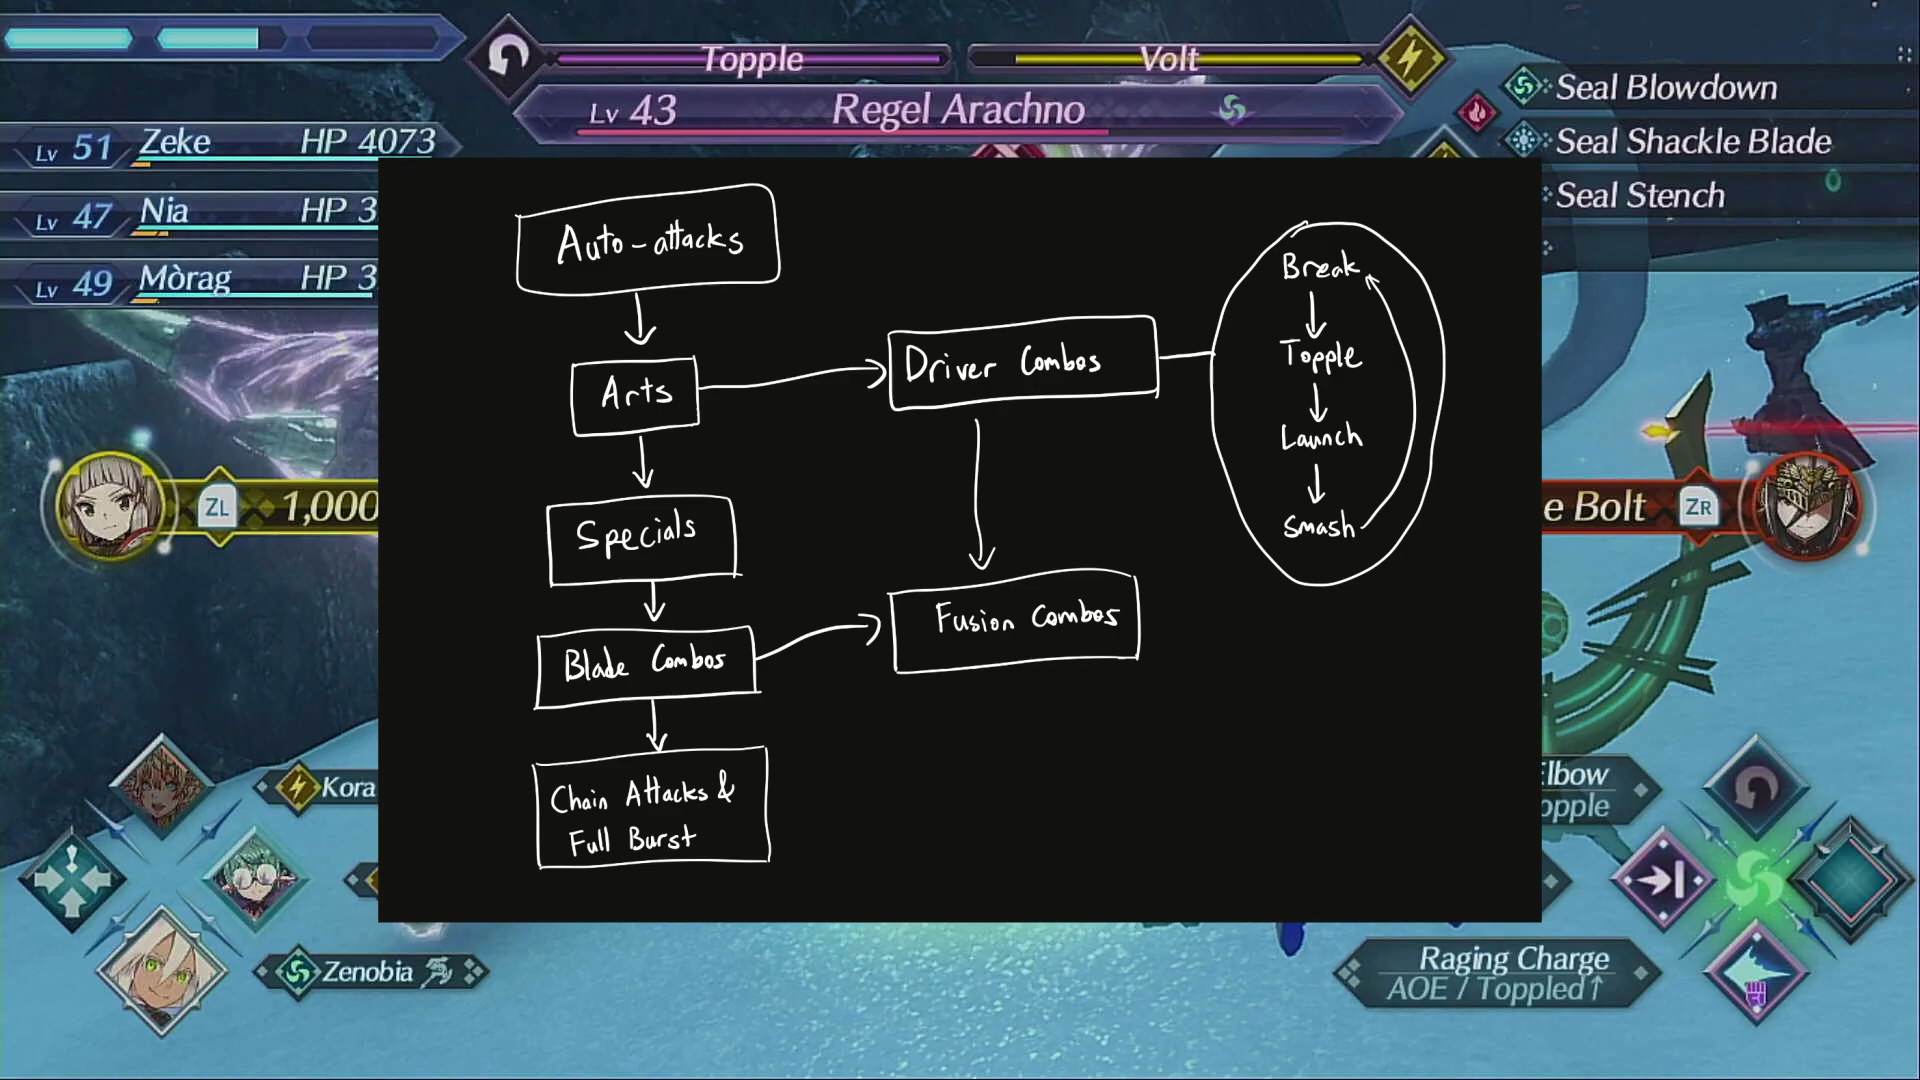 Topple
Volt
Lv 43 Regel Arachno
Seal Blowdown
Seal Shackle Blade
Seal Stench
Lv 51 Zeke HP 4073
Lv 47 Nia HP 3
Lv 49 Mòrag HP 3
Auto-attacks
Arts
Specials
Blade Combos
Chain Attacks &
Full Burst
Driver Combos
Fusion Combos
Break
Topple
Launch
Smash
ZL 1,000
e Bolt ZR
Kora
Zenobia
Elbow
opple
Raging Charge
AOE / Toppled↑